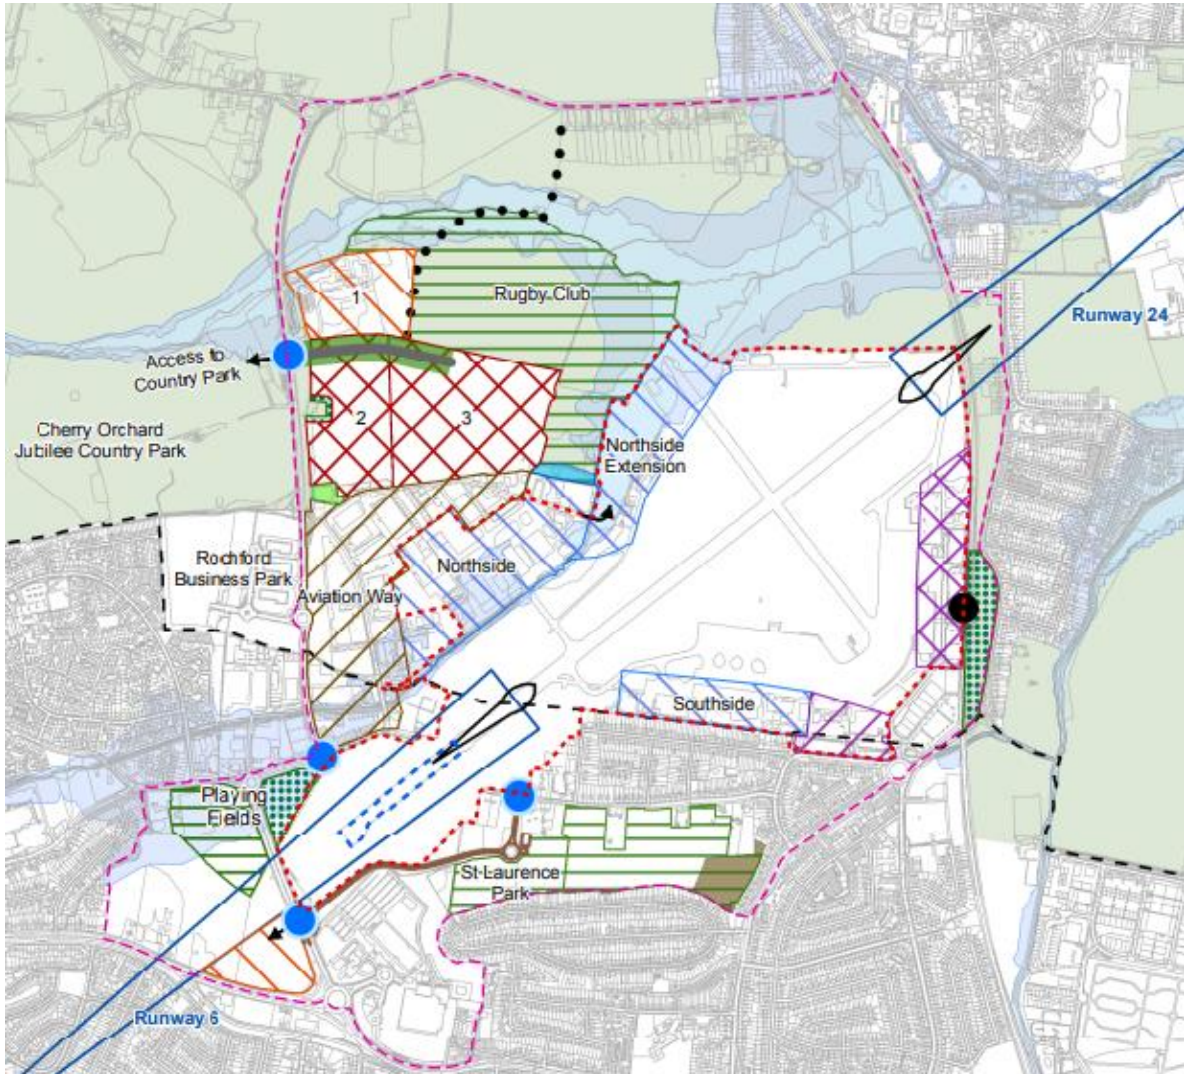 Rugby Club
1
Runway 24
Access to
Country Park
2
3
Cherry Orchard
Jubilee Country Park
Northside
Extension
Rochford
Business Park
Northside
Aviation Way
Southside
Playing
Fields
St Laurence
Park
Runway 6